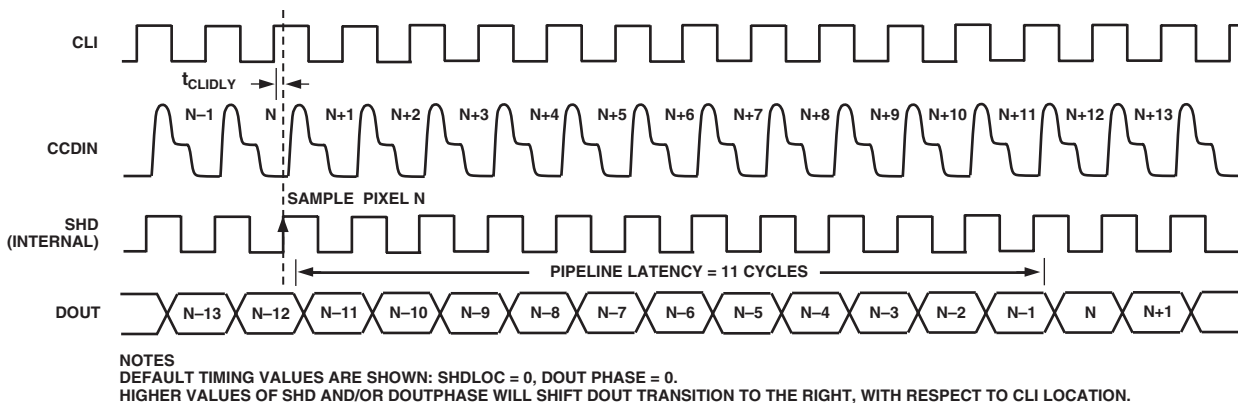 CLI
tCLIDLY
N–1 N N+1 N+2 N+3 N+4 N+5 N+6 N+7 N+8 N+9 N+10 N+11 N+12 N+13
CCDIN
SAMPLE PIXEL N
SHD
(INTERNAL)
PIPELINE LATENCY = 11 CYCLES
DOUT N–13 N–12 N–11 N–10 N–9 N–8 N–7 N–6 N–5 N–4 N–3 N–2 N–1 N N+1
NOTES
DEFAULT TIMING VALUES ARE SHOWN: SHDLOC = 0, DOUT PHASE = 0.
HIGHER VALUES OF SHD AND/OR DOUTPHASE WILL SHIFT DOUT TRANSITION TO THE RIGHT, WITH RESPECT TO CLI LOCATION.